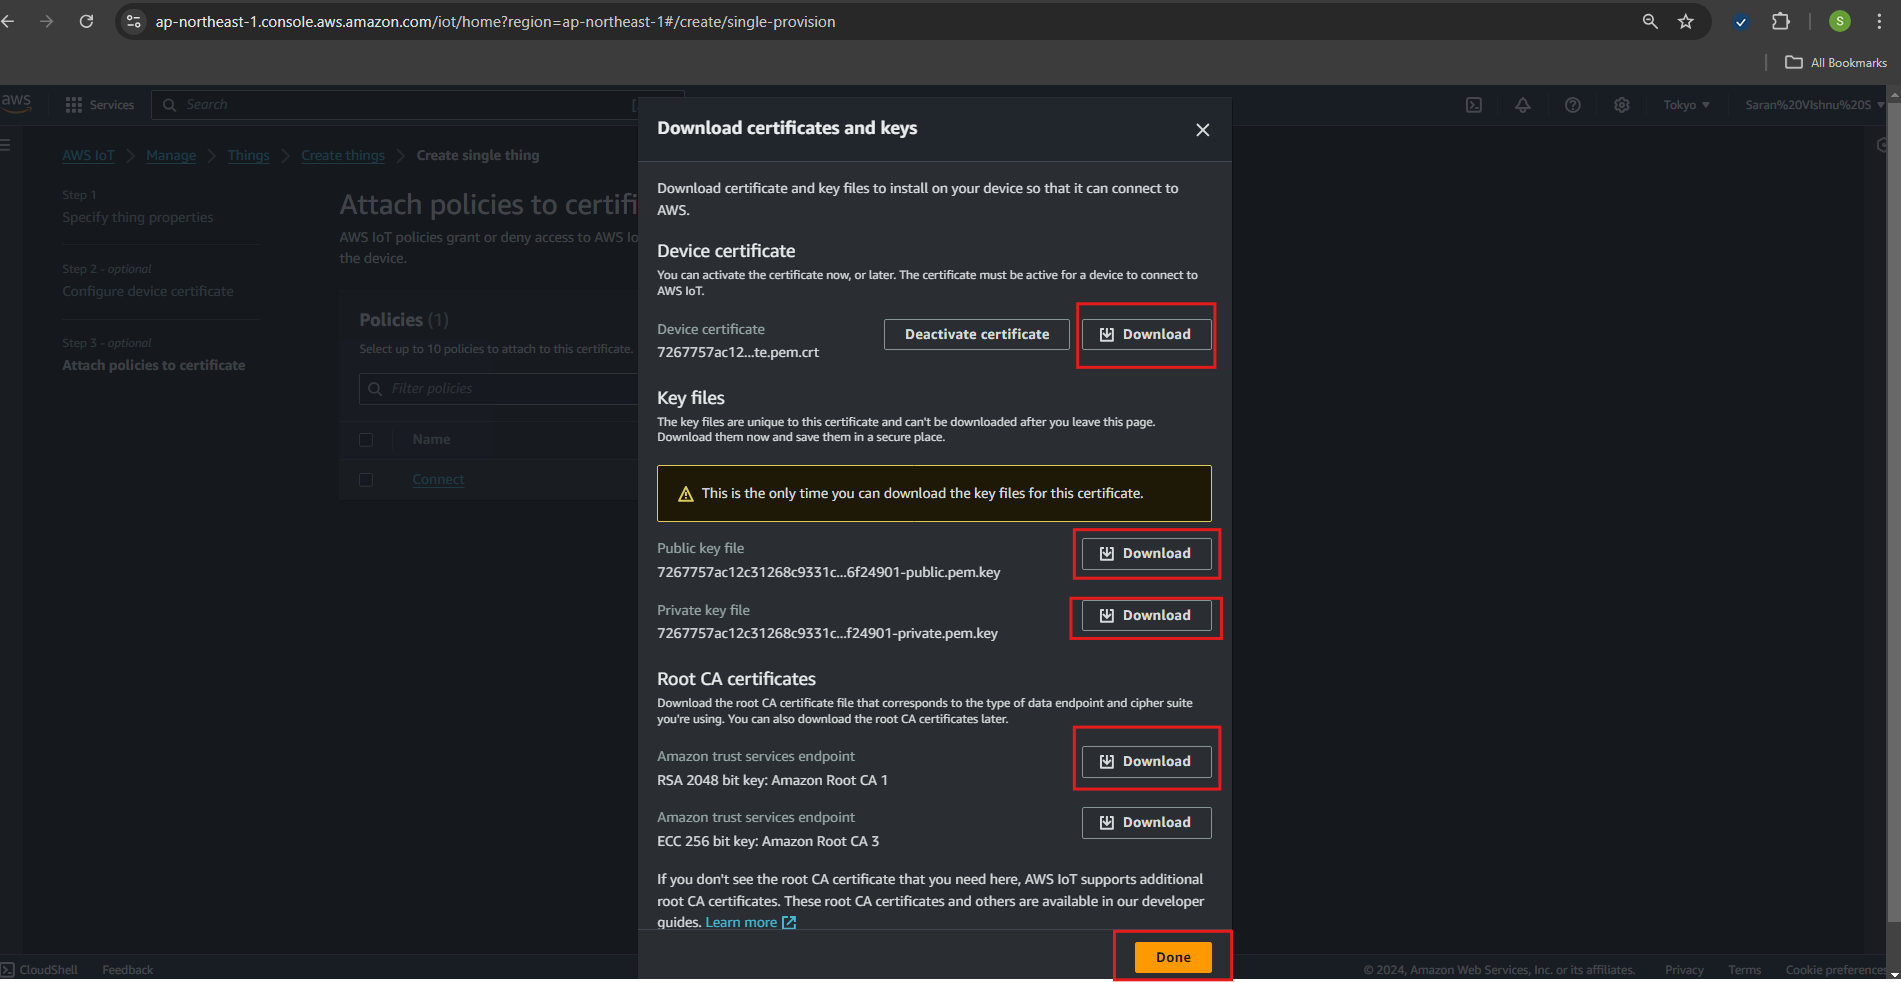 ap-northeast-1.console.aws.amazon.com/iot/home?region=ap-northeast-1#/create/single-provision
S
All Bookmarks
aws
Services
Search
Tokyo
Saran%20VIshnu%20S
AWS IoT
Manage
Things
Create things
Create single thing
Step 1
Specify thing properties
Step 2 - optional
Configure device certificate
Step 3 - optional
Attach policies to certificate
Attach policies to certifi
AWS IoT policies grant or deny access to AWS Io
the device.
Policies (1)
Select up to 10 policies to attach to this certificate.
Filter policies
Name
Connect
Download certificates and keys
Download certificate and key files to install on your device so that it can connect to
AWS.
Device certificate
You can activate the certificate now, or later. The certificate must be active for a device to connect to
AWS IoT.
Device certificate
7267757ac12...te.pem.crt
Deactivate certificate
Download
Key files
The key files are unique to this certificate and can't be downloaded after you leave this page.
Download them now and save them in a secure place.
This is the only time you can download the key files for this certificate.
Public key file
7267757ac12c31268c9331c...6f24901-public.pem.key
Download
Private key file
7267757ac12c31268c9331c...f24901-private.pem.key
Download
Root CA certificates
Download the root CA certificate file that corresponds to the type of data endpoint and cipher suite
you're using. You can also download the root CA certificates later.
Amazon trust services endpoint
RSA 2048 bit key: Amazon Root CA 1
Download
Amazon trust services endpoint
ECC 256 bit key: Amazon Root CA 3
Download
If you don't see the root CA certificate that you need here, AWS IoT supports additional
root CA certificates. These root CA certificates and others are available in our developer
guides. Learn more
Done
CloudShell
Feedback
© 2024, Amazon Web Services, Inc. or its affiliates.
Privacy
Terms
Cookie preferences